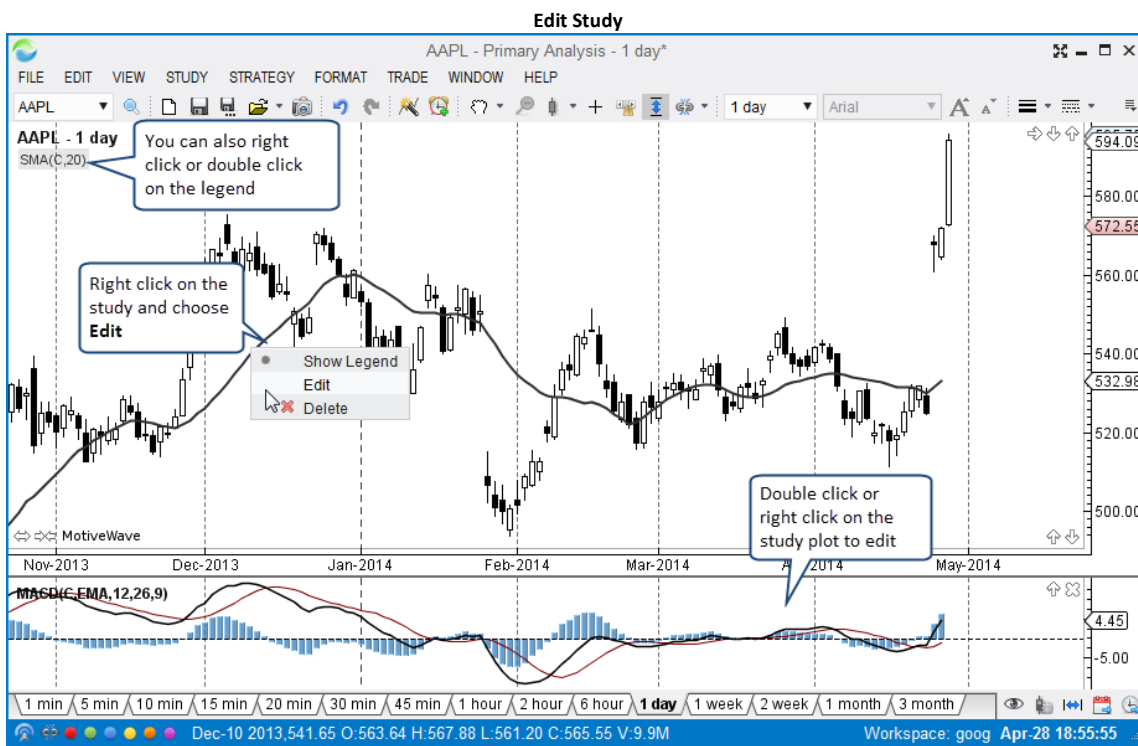 Edit Study
AAPL - Primary Analysis - 1 day*
FILE EDIT VIEW STUDY STRATEGY FORMAT TRADE WINDOW HELP
AAPL 1 day Arial
AAPL - 1 day
SMA(C,20)
You can also right
click or double click
on the legend
Right click on the
study and choose
Edit
Show Legend
Edit
Delete
Double click or
right click on the
study plot to edit
594.09
580.00
572.55
560.00
540.00
532.98
520.00
500.00
MotiveWave
Nov-2013 Dec-2013 Jan-2014 Feb-2014 Mar-2014 2014 May-2014
MACD(C,EMA,12,26,9)
4.45
-5.00
1 min 5 min 10 min 15 min 20 min 30 min 45 min 1 hour 2 hour 6 hour 1 day 1 week 2 week 1 month 3 month
Dec-10 2013,541.65 O:563.64 H:567.88 L:561.20 C:565.55 V:9.9M Workspace: goog Apr-28 18:55:55